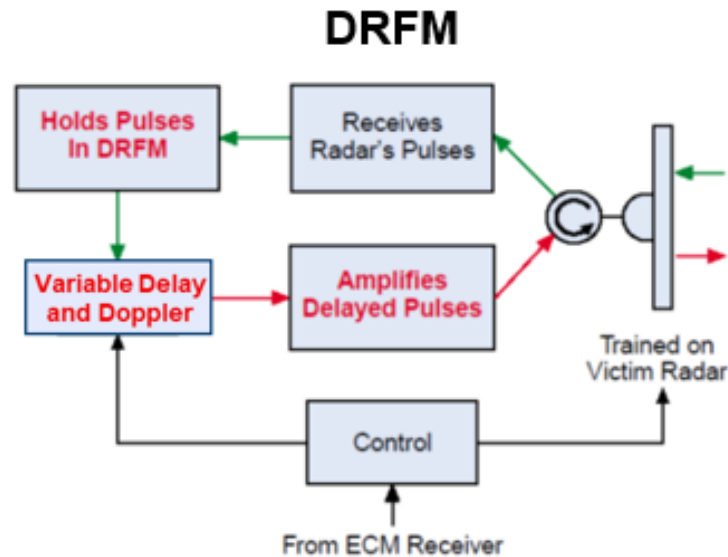 DRFM
Holds Pulses
In DRFM
Receives
Radar's Pulses
Variable Delay
and Doppler
Amplifies
Delayed Pulses
Trained on
Victim Radar
Control
From ECM Receiver